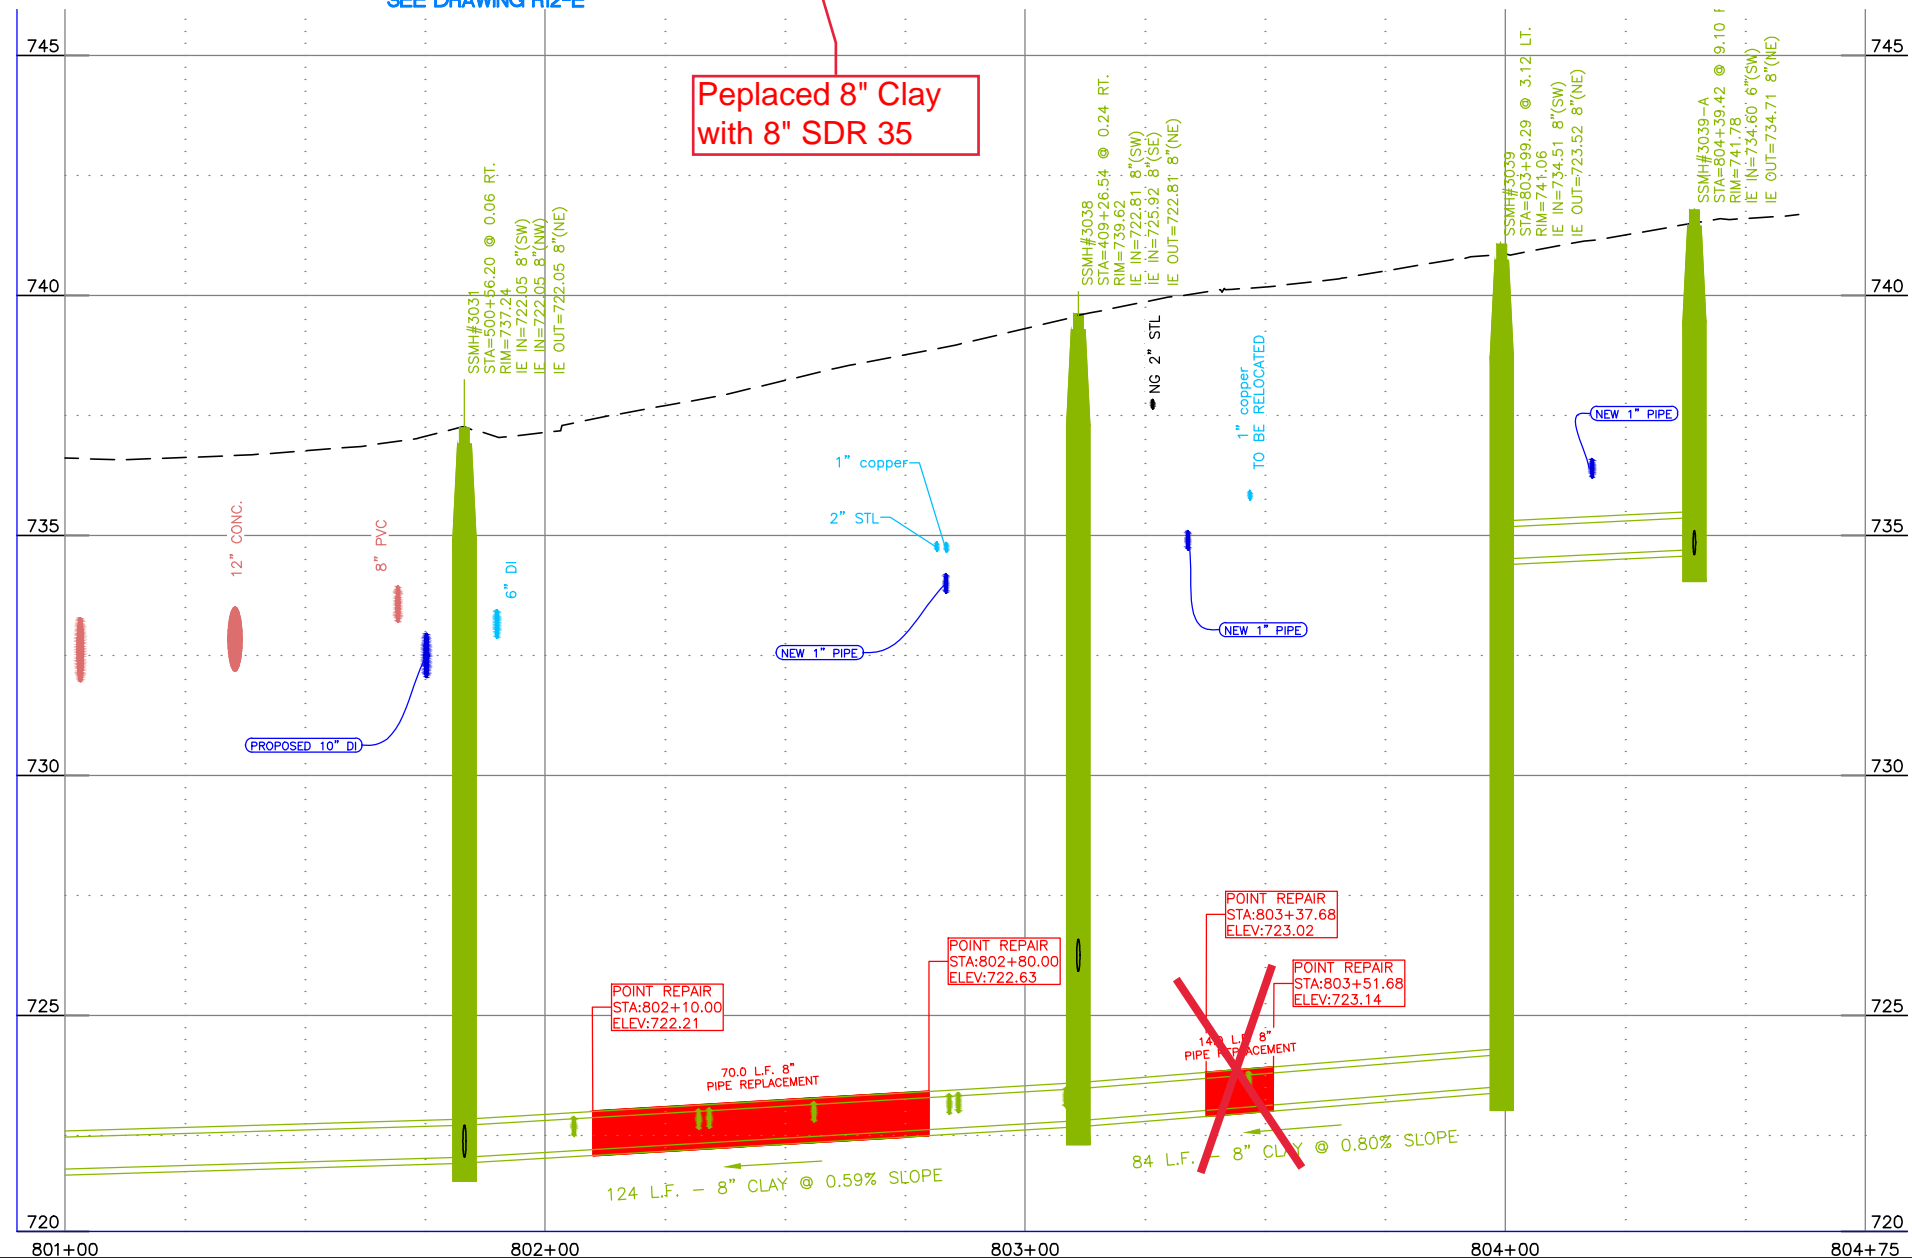 SEE DRAWING R12-E
Peplaced 8" Clay
with 8" SDR 35
745
745
740
740
735
735
730
730
725
725
720
720
SSMH#3031
STA=500+56.20 @ 0.06 RT.
RIM=737.24
IE IN=722.05 8"(SW)
IE IN=722.05 8"(NW)
IE OUT=722.05 8"(NE)
SSMH#3038
STA=409+26.54 @ 0.24 RT.
RIM=739.62
IE IN=722.81 8"(SW)
IE IN=725.92 8"(SE)
IE OUT=722.81 8"(NE)
SSMH#3039
STA=803+99.29 @ 3.12 LT.
RIM=741.06
IE IN=734.51 8"(SW)
IE OUT=723.52 8"(NE)
SSMH#3039-A
STA=804+39.42 @ 9.10
RIM=741.78
IE IN=734.60 6"(SW)
IE OUT=734.71 8"(NE)
12" CONC.
8" PVC
6" DI
PROPOSED 10" DI
1" copper
2" STL
NEW 1" PIPE
NG 2" STL
1" copper
TO BE RELOCATED
NEW 1" PIPE
NEW 1" PIPE
POINT REPAIR
STA:802+10.00
ELEV:722.21
POINT REPAIR
STA:802+80.00
ELEV:722.63
POINT REPAIR
STA:803+37.68
ELEV:723.02
POINT REPAIR
STA:803+51.68
ELEV:723.14
70.0 L.F. 8"
PIPE REPLACEMENT
14.0 L.F. 8"
PIPE REPLACEMENT
124 L.F. – 8" CLAY @ 0.59% SLOPE
84 L.F. – 8" CLAY @ 0.80% SLOPE
801+00
802+00
803+00
804+00
804+75